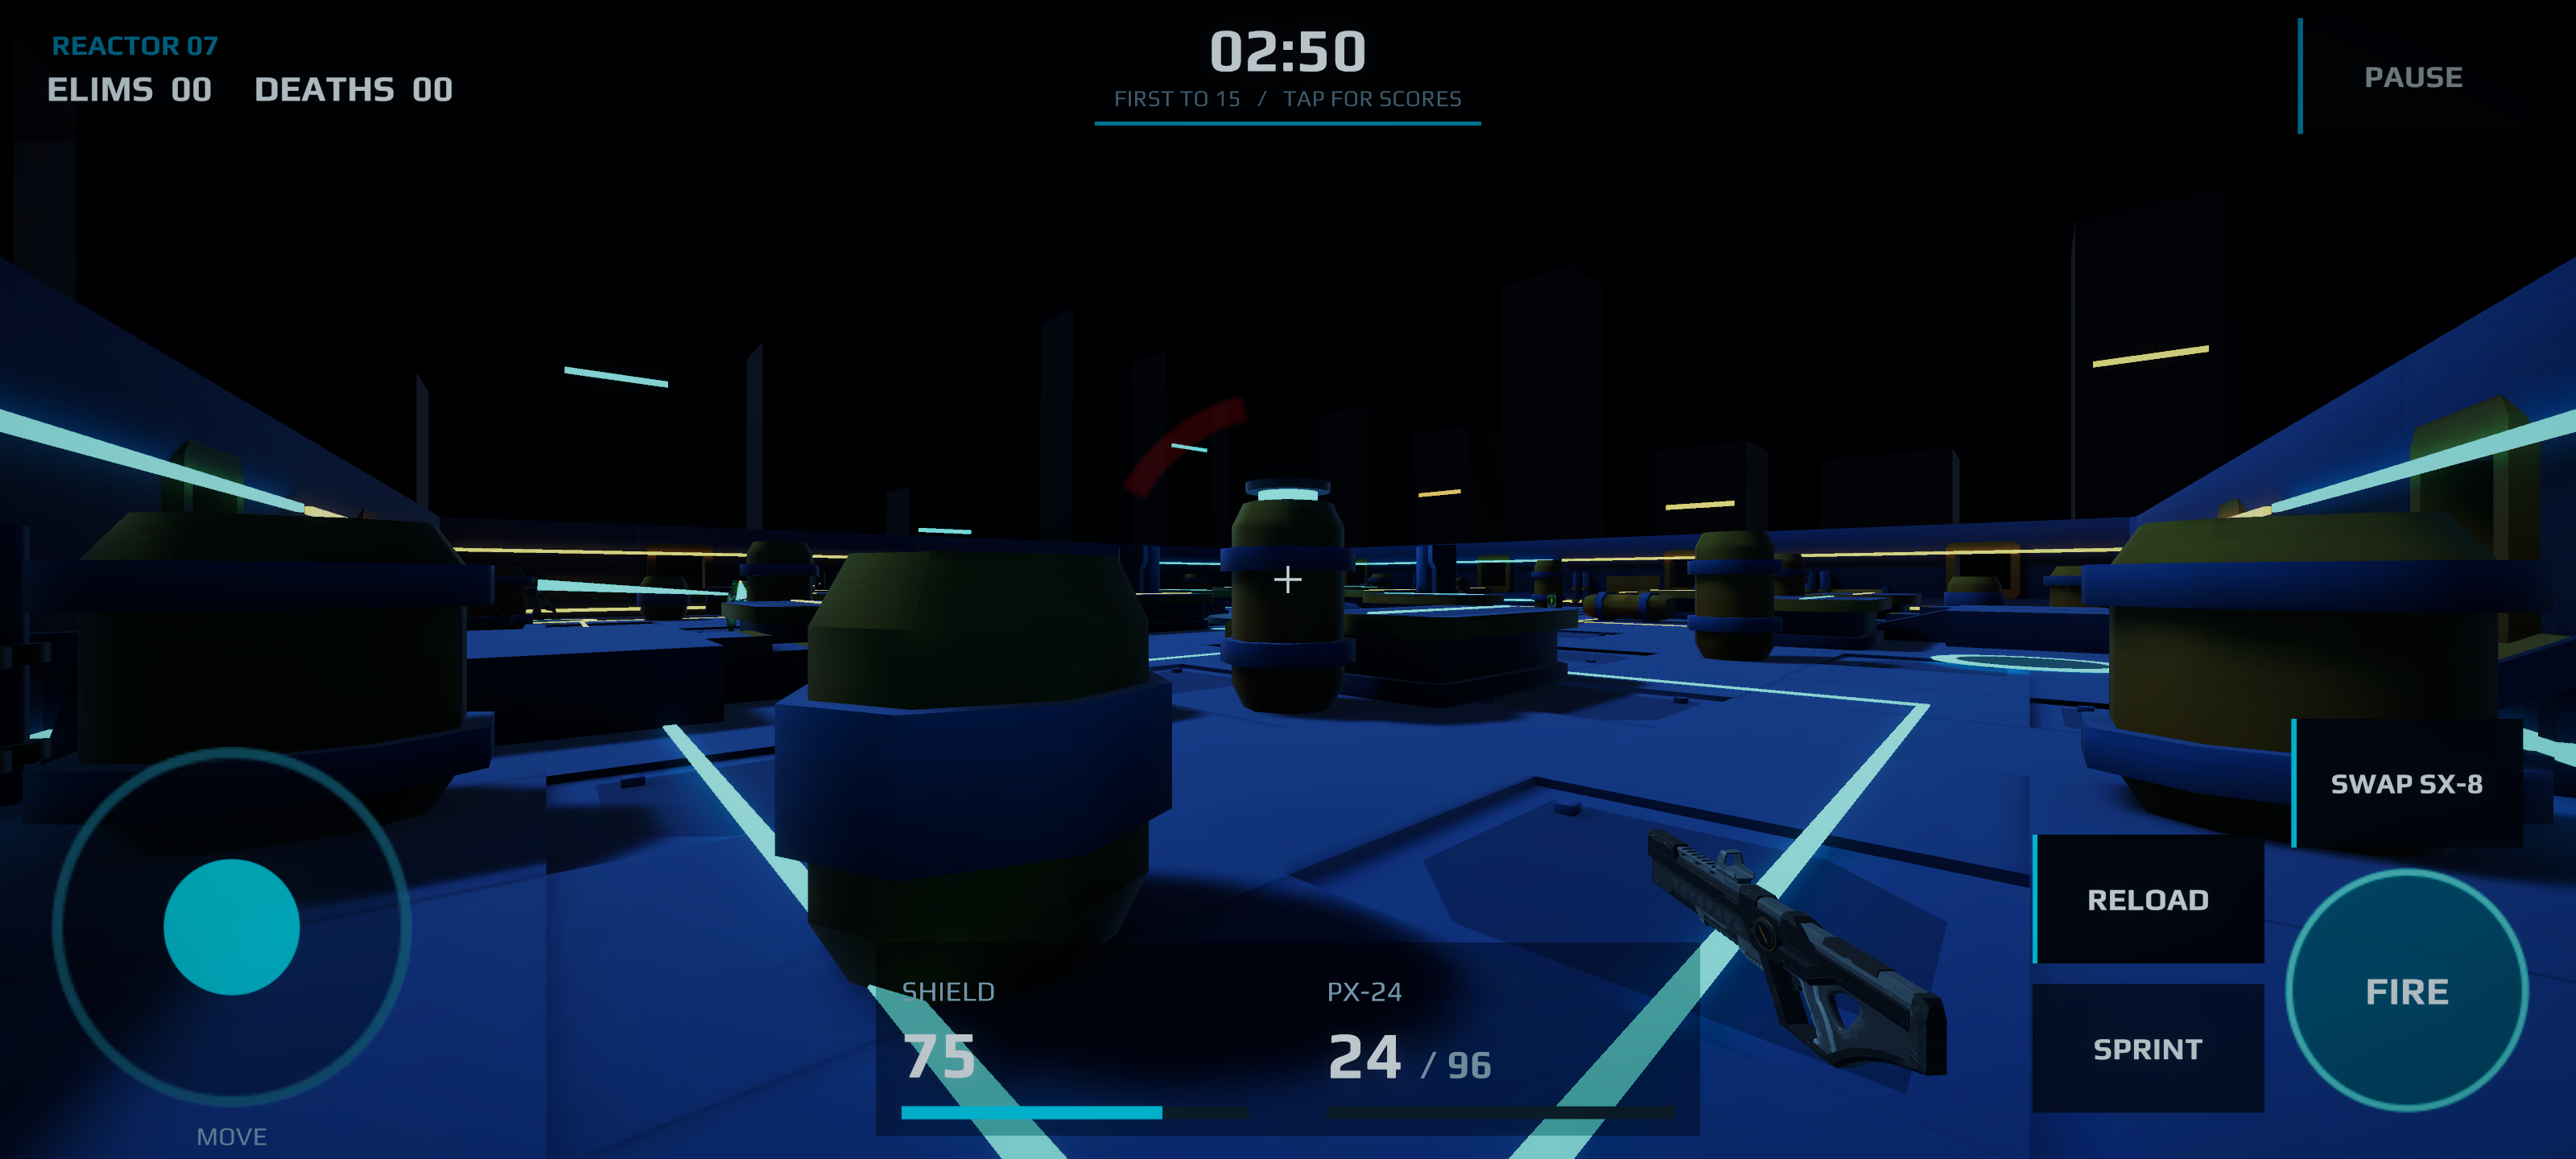 REACTOR 07
ELIMS 00 DEATHS 00
02:50
FIRST TO 15 / TAP FOR SCORES
PAUSE
SWAP SX-8
RELOAD
FIRE
SPRINT
SHIELD
75
PX-24
24 / 96
MOVE